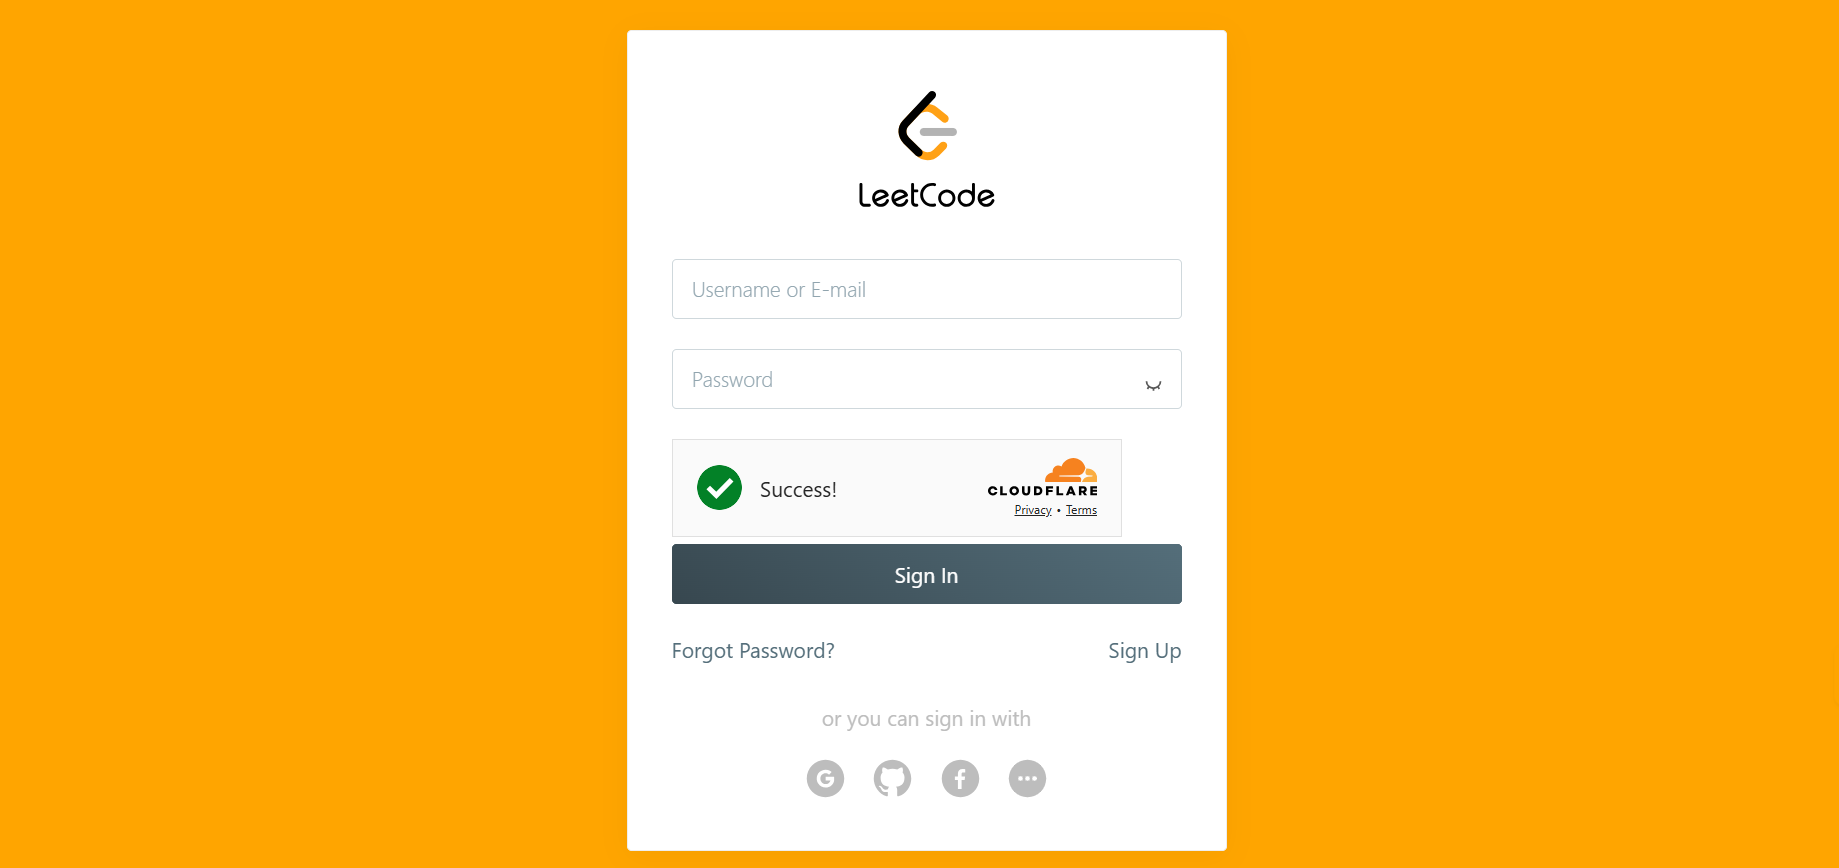 LeetCode
Username or E-mail
Password
Success!
CLOUDFLARE
Privacy • Terms
Sign In
Forgot Password?
Sign Up
or you can sign in with